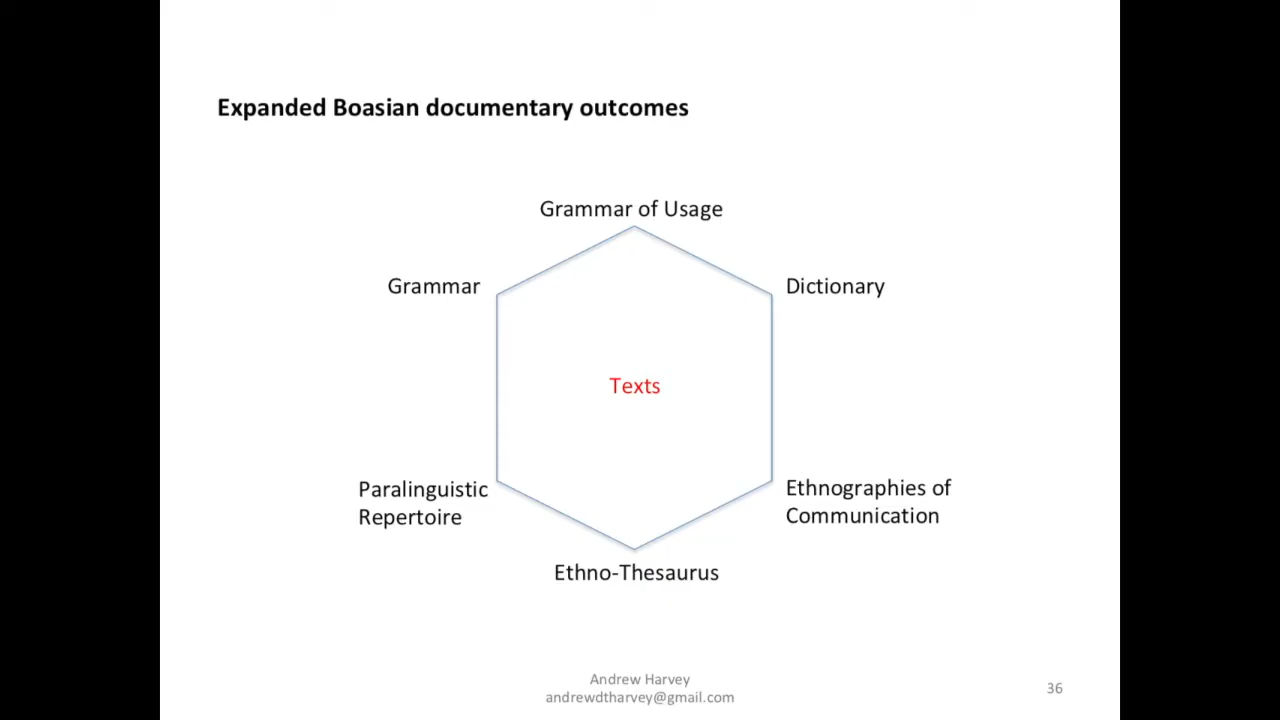 Expanded Boasian documentary outcomes
Grammar of Usage
Grammar
Dictionary
Texts
Paralinguistic
Repertoire
Ethnographies of
Communication
Ethno-Thesaurus
Andrew Harvey
andrewdtharvey@gmail.com
36